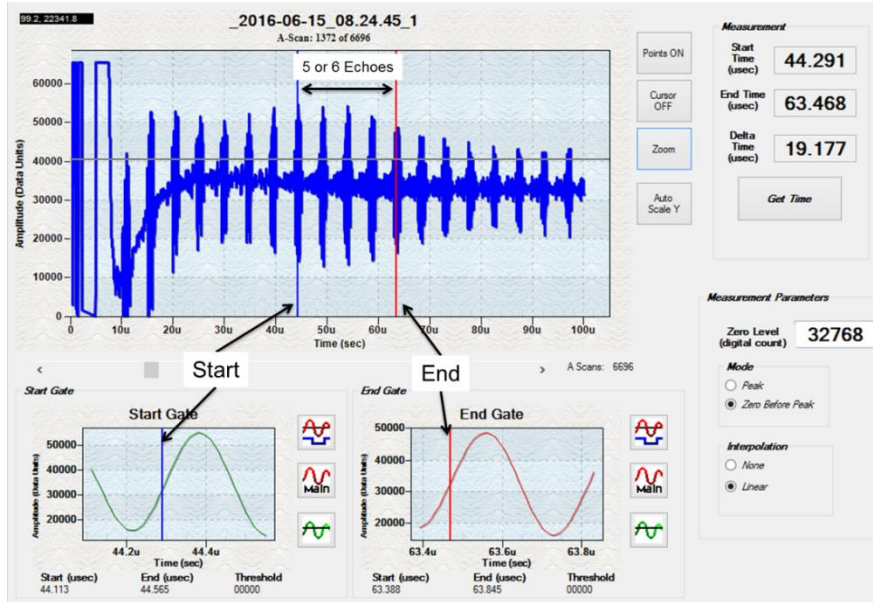 99.2, 22341.8
_2016-06-15_08.24.45_1
A-Scan: 1372 of 6696
5 or 6 Echoes
Amplitude (Data Units)
60000
50000
40000
30000
20000
10000
0
0 10u 20u 30u 40u 50u 60u 70u 80u 90u 100u
Time (sec)
Points ON
Cursor OFF
Zoom
Auto Scale Y
Measurement
Start Time (usec) 44.291
End Time (usec) 63.468
Delta Time (usec) 19.177
Get Time
< > A Scans: 6696
Start
End
Start Gate
Start Gate
Amplitude (Data Units)
50000
40000
30000
20000
44.2u 44.4u
Time (sec)
Start (usec) End (usec) Threshold
44.113 44.565 00000
Main
End Gate
End Gate
Amplitude (Data Units)
50000
40000
30000
20000
63.4u 63.6u 63.8u
Time (sec)
Start (usec) End (usec) Threshold
63.388 63.845 00000
Main
Measurement Parameters
Zero Level (digital count) 32768
Mode
Peak
Zero Before Peak
Interpolation
None
Linear